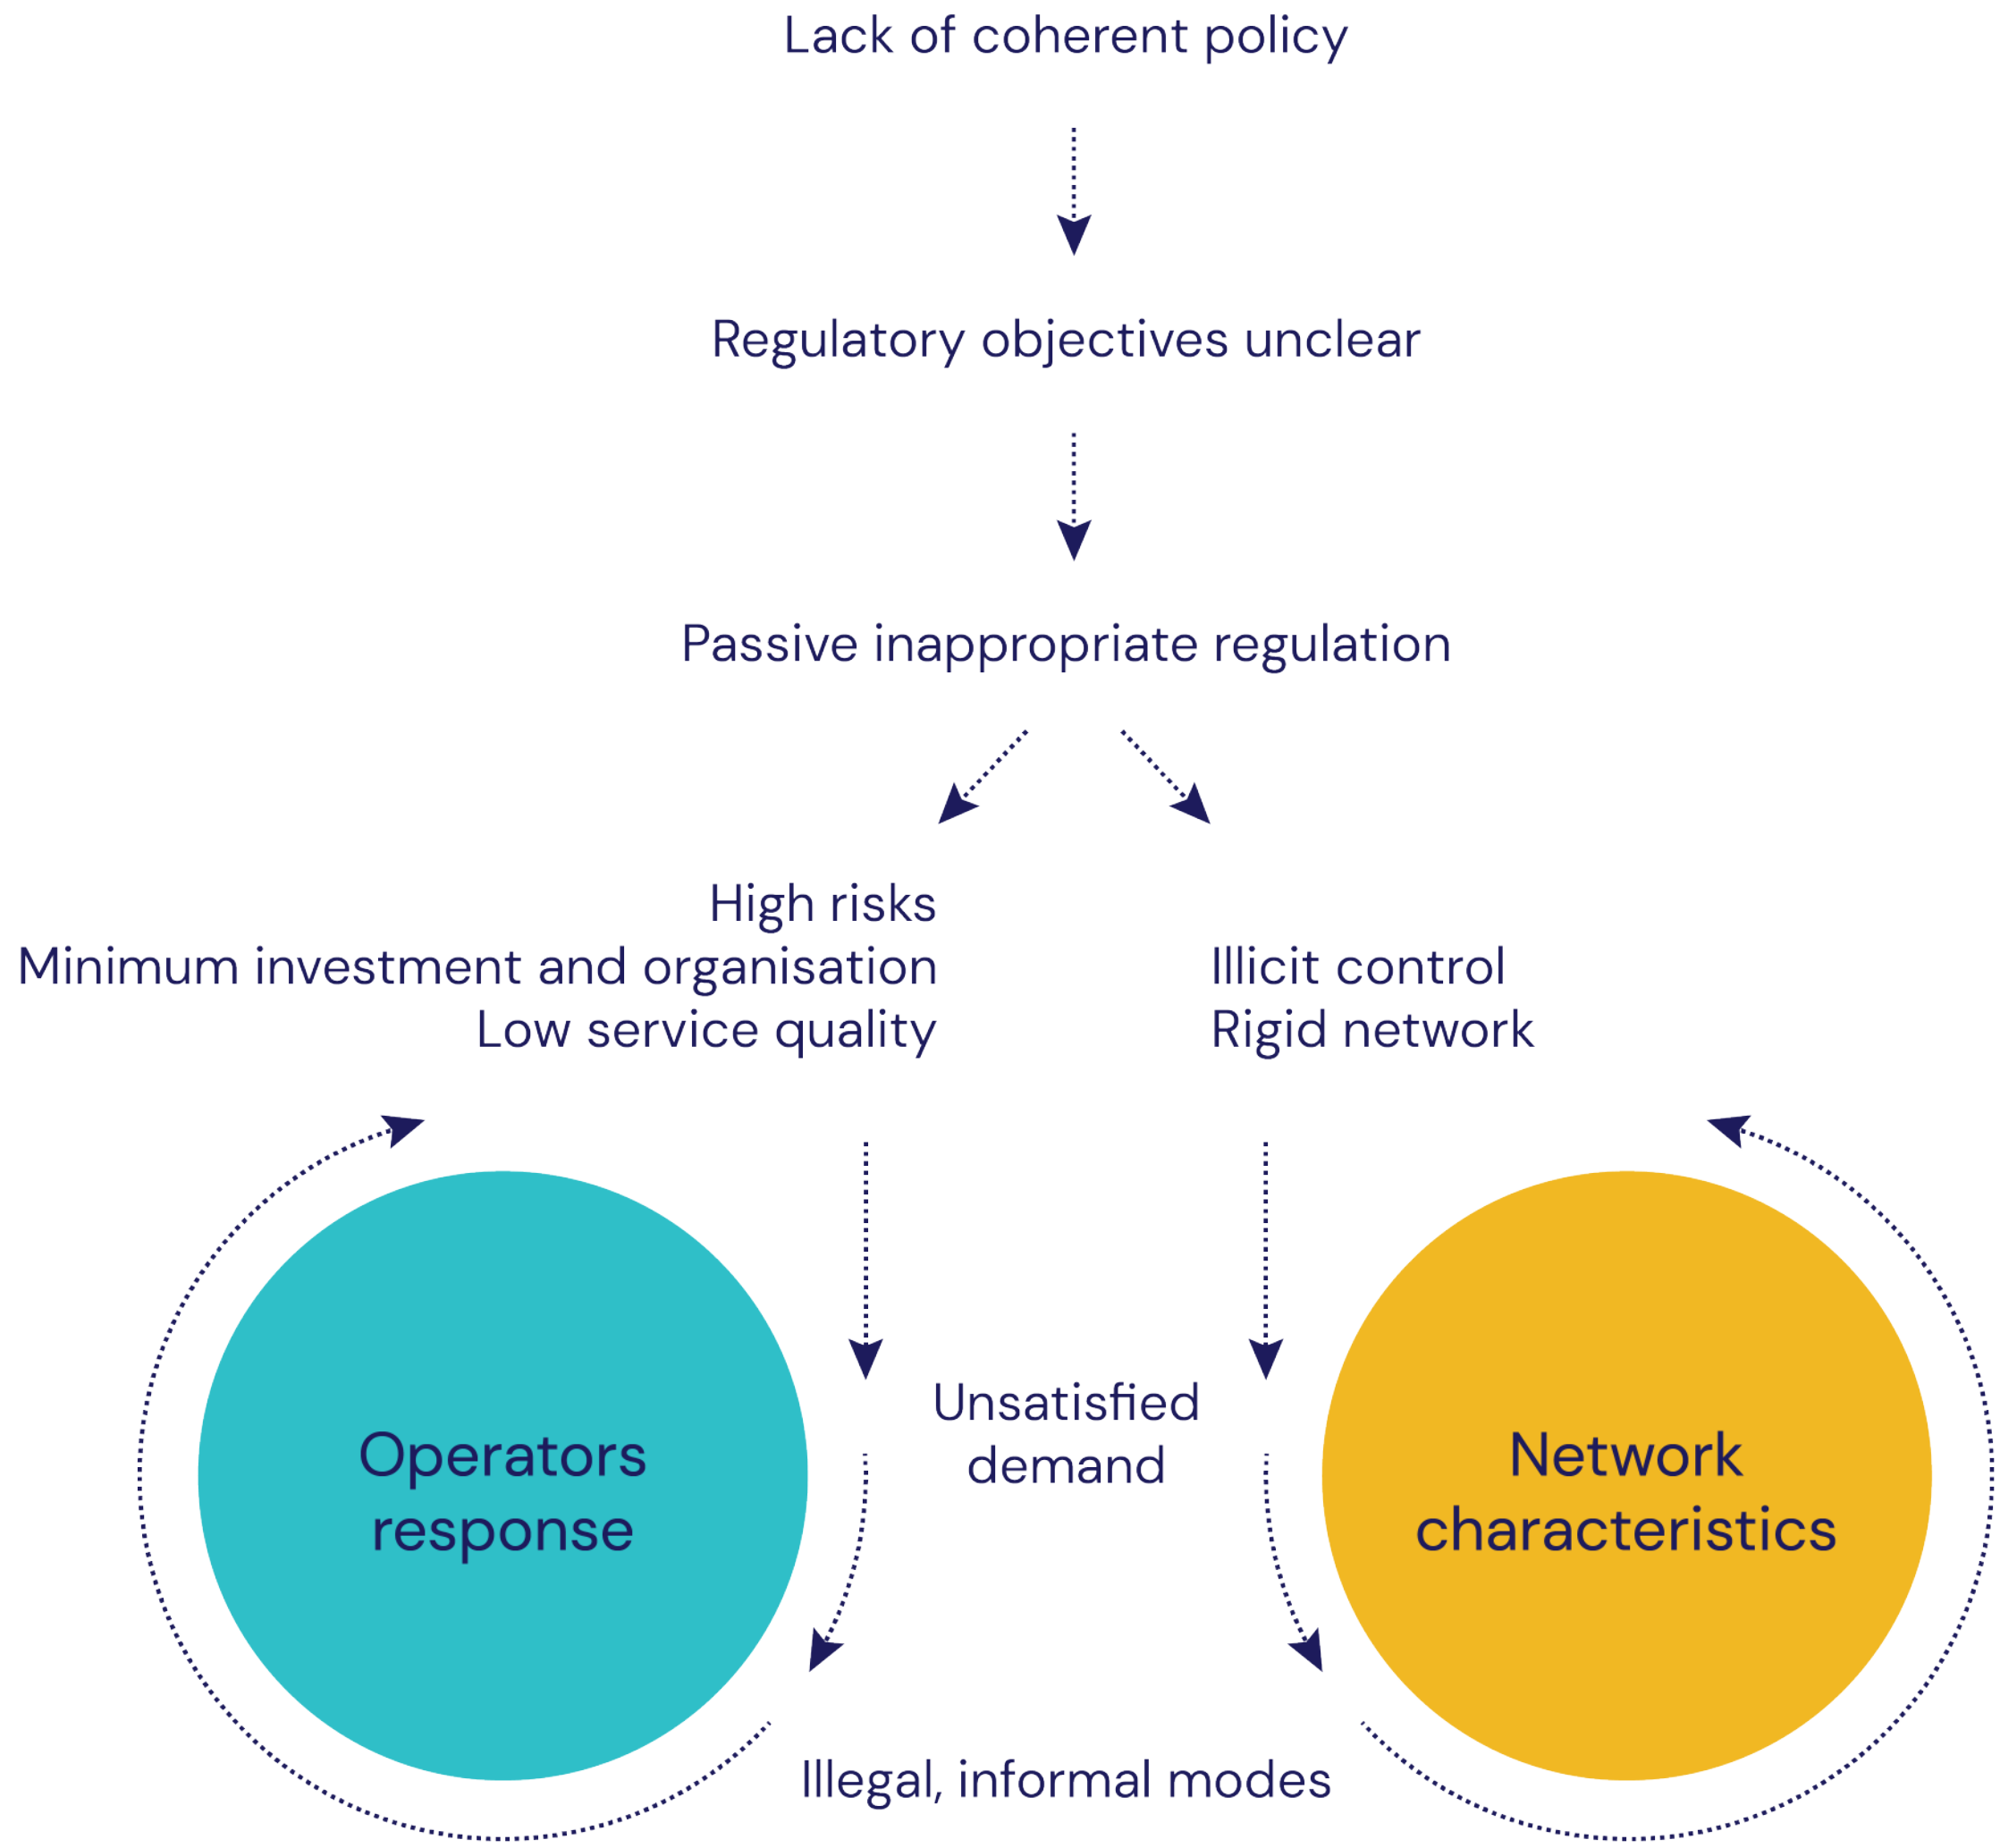 Lack of coherent policy
Regulatory objectives unclear
Passive inappropriate regulation
High risks
Minimum investment and organisation
Low service quality
Illicit control
Rigid network
Operators
response
Unsatisfied
demand
Network
characteristics
Illegal, informal modes